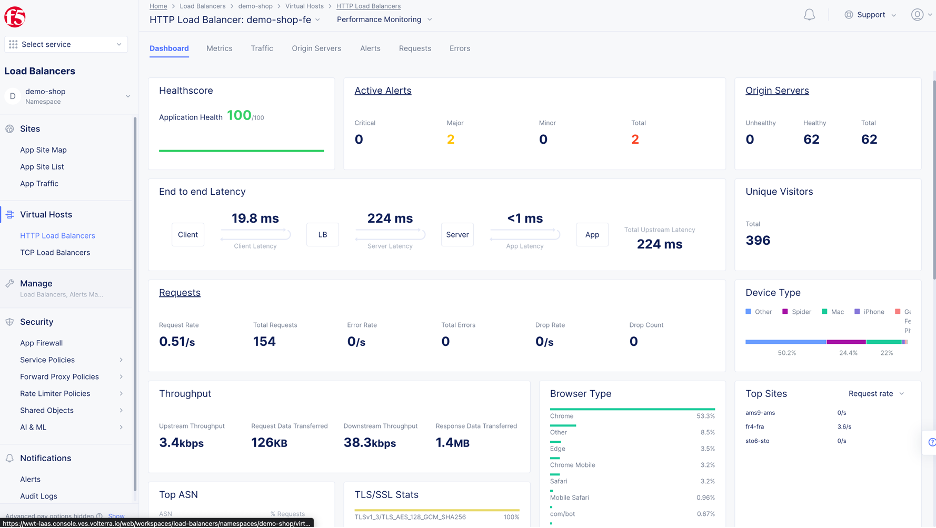 Home > Load Balancers > demo-shop > Virtual Hosts > HTTP Load Balancers
HTTP Load Balancer: demo-shop-fe
Performance Monitoring
Support
Select service
Load Balancers
D
demo-shop
Namespace
Sites
App Site Map
App Site List
App Traffic
Virtual Hosts
HTTP Load Balancers
TCP Load Balancers
Manage
Load Balancers, Alerts Ma...
Security
App Firewall
Service Policies
Forward Proxy Policies
Rate Limiter Policies
Shared Objects
AI & ML
Notifications
Alerts
Audit Logs
Advanced nav options hidden Show
https://wwt-laas.console.ves.volterra.io/web/workspaces/load-balancers/namespaces/demo-shop/virt...
Dashboard Metrics Traffic Origin Servers Alerts Requests Errors
Healthscore
Application Health 100/100
Active Alerts
Critical Major Minor Total
0 2 0 2
Origin Servers
Unhealthy Healthy Total
0 62 62
End to end Latency
19.8 ms 224 ms <1 ms
Client LB Server App
Client Latency Server Latency App Latency
Total Upstream Latency
224 ms
Unique Visitors
Total
396
Requests
Request Rate Total Requests Error Rate Total Errors Drop Rate Drop Count
0.51/s 154 0/s 0 0/s 0
Device Type
Other Spider Mac iPhone
50.2% 24.4% 22%
Throughput
Upstream Throughput Request Data Transferred Downstream Throughput Response Data Transferred
3.4kbps 126KB 38.3kbps 1.4MB
Browser Type
Chrome 53.3%
Other 8.5%
Edge 3.5%
Chrome Mobile 3.2%
Safari 3.2%
Mobile Safari 0.96%
com/bot 0.67%
Top Sites Request rate
ams9-ams 0/s
fr4-fra 3.6/s
sto6-sto 0/s
Top ASN
ASN % Requests
TLS/SSL Stats
TLSv1_3/TLS_AES_128_GCM_SHA256 100%